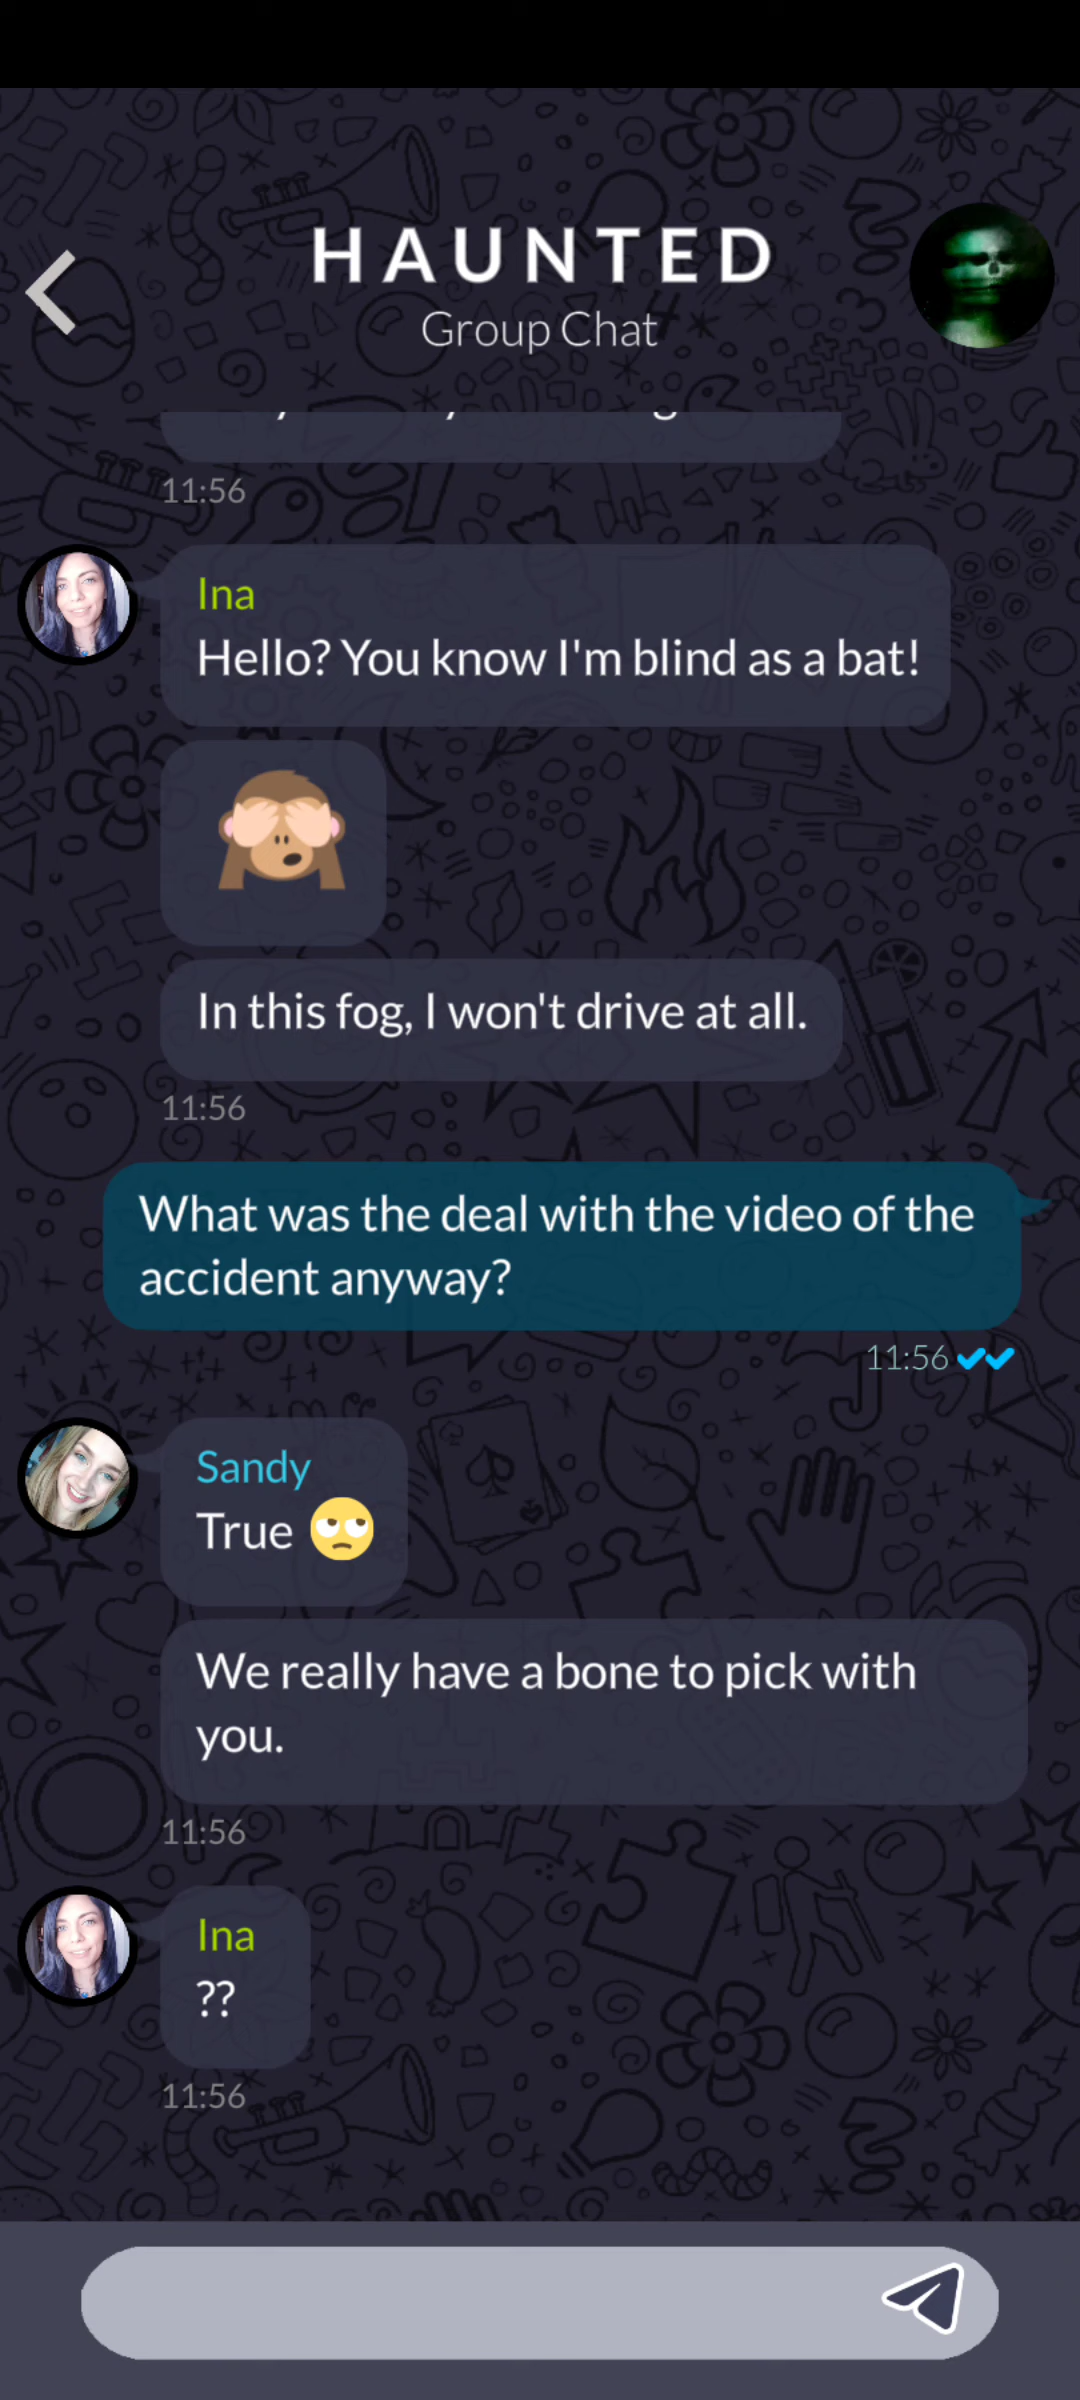 HAUNTED
Group Chat
11:56
Ina
Hello? You know I'm blind as a bat!
In this fog, I won't drive at all.
11:56
What was the deal with the video of the
accident anyway?
11:56
Sandy
True 🙄
We really have a bone to pick with
you.
11:56
Ina
??
11:56